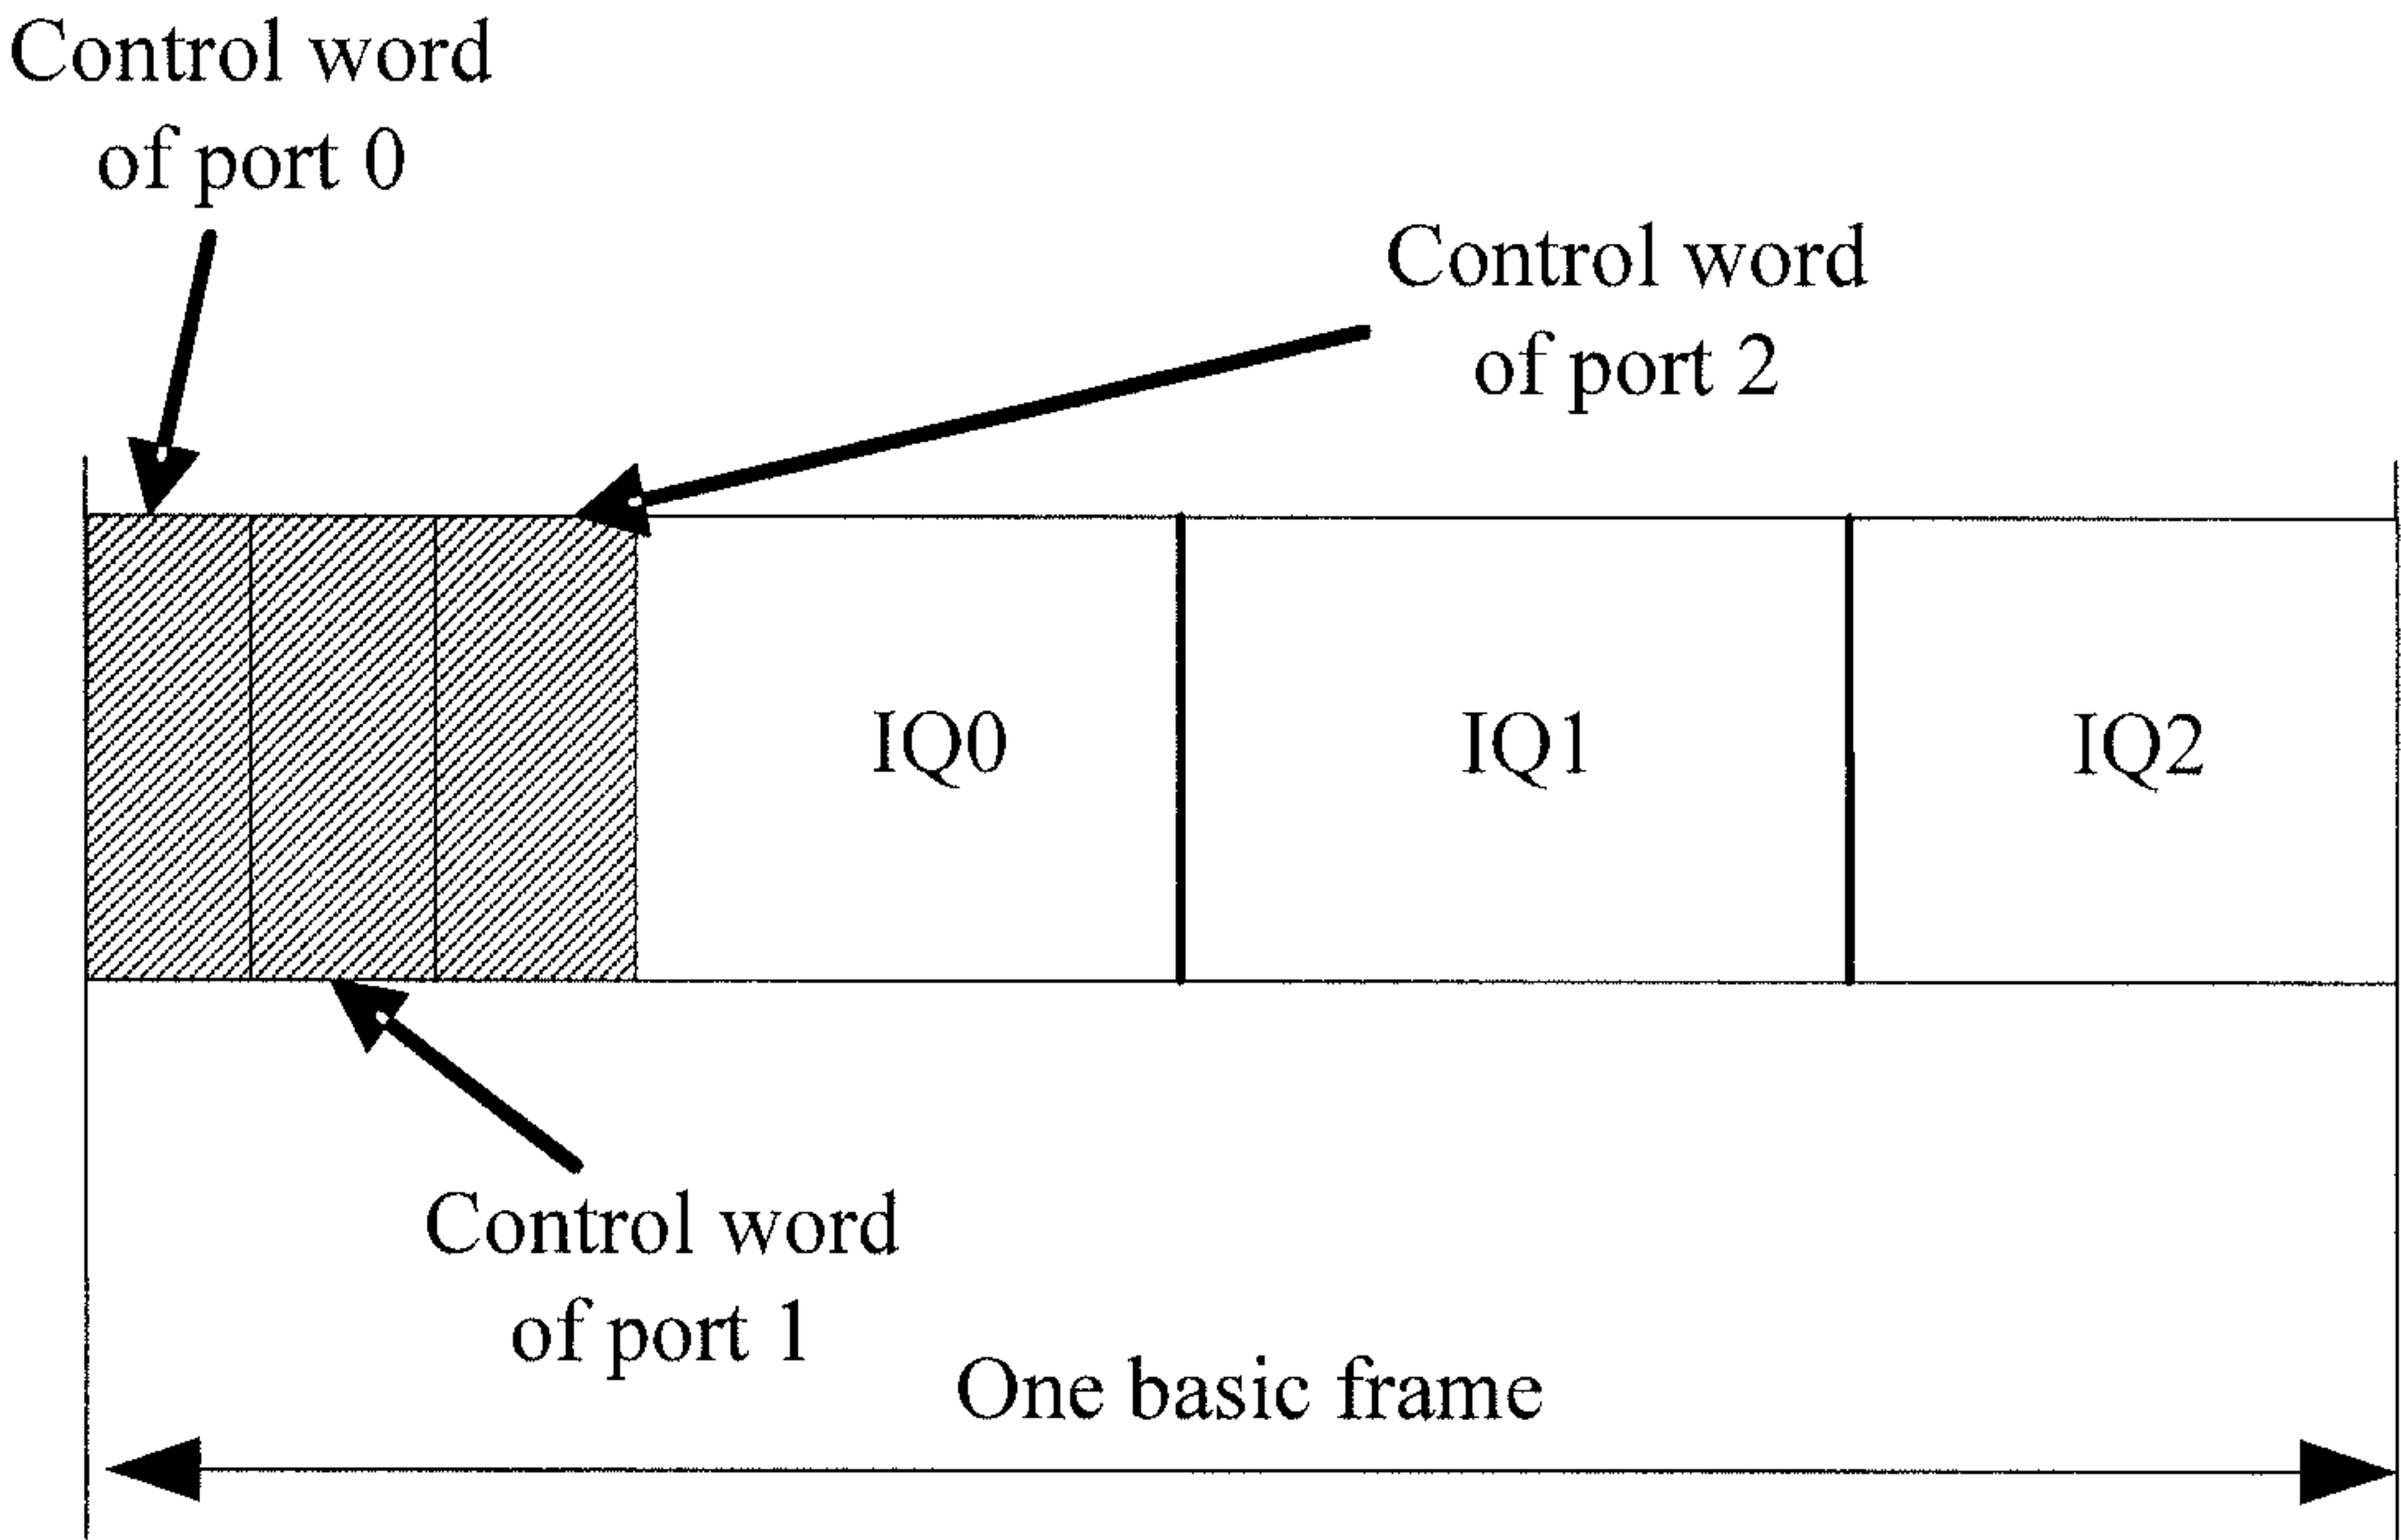 Control word
of port 0
Control word
of port 2
IQ0
IQ1
IQ2
Control word
of port 1
One basic frame